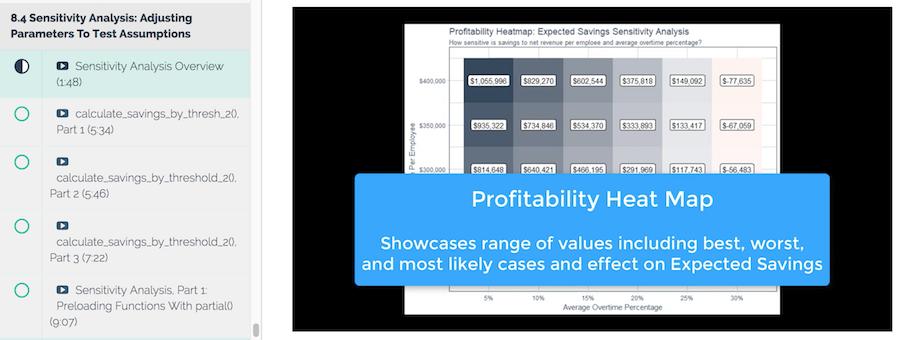 8.4 Sensitivity Analysis: Adjusting
Parameters To Test Assumptions
Sensitivity Analysis Overview
(1:48)
calculate_savings_by_thresh_2(),
Part 1 (5:34)
calculate_savings_by_threshold_2(),
Part 2 (5:46)
calculate_savings_by_threshold_2(),
Part 3 (7:22)
Sensitivity Analysis, Part 1:
Preloading Functions With partial()
(9:07)
Profitability Heatmap: Expected Savings Sensitivity Analysis
How sensitive is savings to net revenue per employee and average overtime percentage?
$400,000 $1,055,996 $829,270 $602,544 $375,818 $149,092 $-77,635
$350,000 $935,322 $734,846 $534,370 $333,893 $133,417 $-67,059
$300,000 $814,648 $640,421 $466,195 $291,969 $117,743 $-56,483
Per Employee
Profitability Heat Map
Showcases range of values including best, worst,
and most likely cases and effect on Expected Savings
5% 10% 15% 20% 25% 30%
Average Overtime Percentage